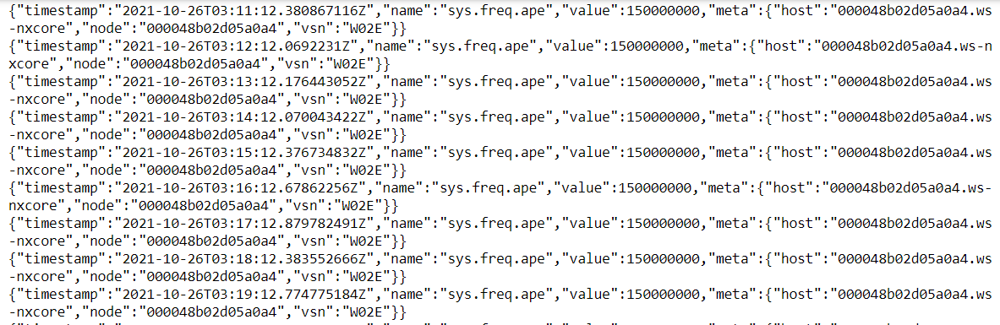 {"timestamp":"2021-10-26T03:11:12.380867116Z","name":"sys.freq.ape","value":150000000,"meta":{"host":"000048b02d05a0a4.ws
-nxcore","node":"000048b02d05a0a4","vsn":"W02E"}}
{"timestamp":"2021-10-26T03:12:12.0692231Z","name":"sys.freq.ape","value":150000000,"meta":{"host":"000048b02d05a0a4.ws-n
xcore","node":"000048b02d05a0a4","vsn":"W02E"}}
{"timestamp":"2021-10-26T03:13:12.176443052Z","name":"sys.freq.ape","value":150000000,"meta":{"host":"000048b02d05a0a4.ws
-nxcore","node":"000048b02d05a0a4","vsn":"W02E"}}
{"timestamp":"2021-10-26T03:14:12.070043422Z","name":"sys.freq.ape","value":150000000,"meta":{"host":"000048b02d05a0a4.ws
-nxcore","node":"000048b02d05a0a4","vsn":"W02E"}}
{"timestamp":"2021-10-26T03:15:12.376734832Z","name":"sys.freq.ape","value":150000000,"meta":{"host":"000048b02d05a0a4.ws
-nxcore","node":"000048b02d05a0a4","vsn":"W02E"}}
{"timestamp":"2021-10-26T03:16:12.67862256Z","name":"sys.freq.ape","value":150000000,"meta":{"host":"000048b02d05a0a4.ws-
nxcore","node":"000048b02d05a0a4","vsn":"W02E"}}
{"timestamp":"2021-10-26T03:17:12.879782491Z","name":"sys.freq.ape","value":150000000,"meta":{"host":"000048b02d05a0a4.ws
-nxcore","node":"000048b02d05a0a4","vsn":"W02E"}}
{"timestamp":"2021-10-26T03:18:12.383552666Z","name":"sys.freq.ape","value":150000000,"meta":{"host":"000048b02d05a0a4.ws
-nxcore","node":"000048b02d05a0a4","vsn":"W02E"}}
{"timestamp":"2021-10-26T03:19:12.774775184Z","name":"sys.freq.ape","value":150000000,"meta":{"host":"000048b02d05a0a4.ws
-nxcore","node":"000048b02d05a0a4","vsn":"W02E"}}